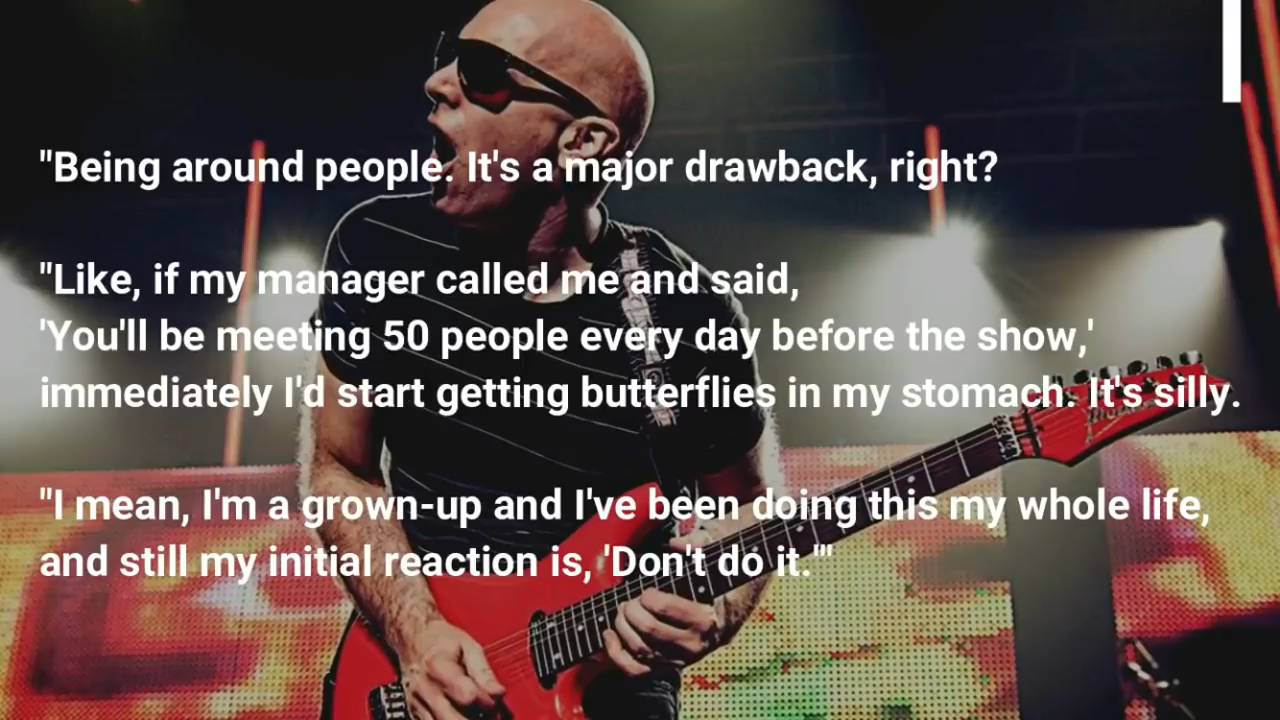 "Being around people. It's a major drawback, right?
"Like, if my manager called me and said,
'You'll be meeting 50 people every day before the show,'
immediately I'd start getting butterflies in my stomach. It's silly.
"I mean, I'm a grown-up and I've been doing this my whole life,
and still my initial reaction is, 'Don't do it.'"